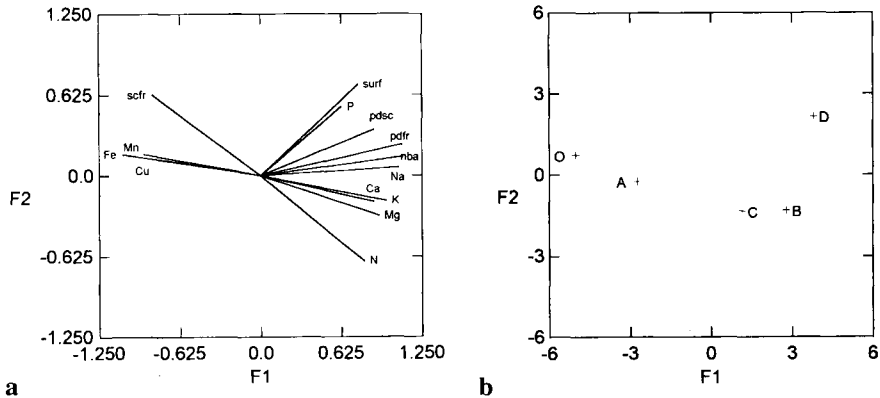 1.250
0.625
0.0
-0.625
-1.250
F2
-1.250 -0.625 0.0 0.625 1.250
F1
scfr
surf
P
pdsc
pdfr
nba
Na
Ca
K
Mg
N
Fe
Mn
Cu
a
6
3
0
-3
-6
F2
-6 -3 0 3 6
F1
D
O
A
C
B
b